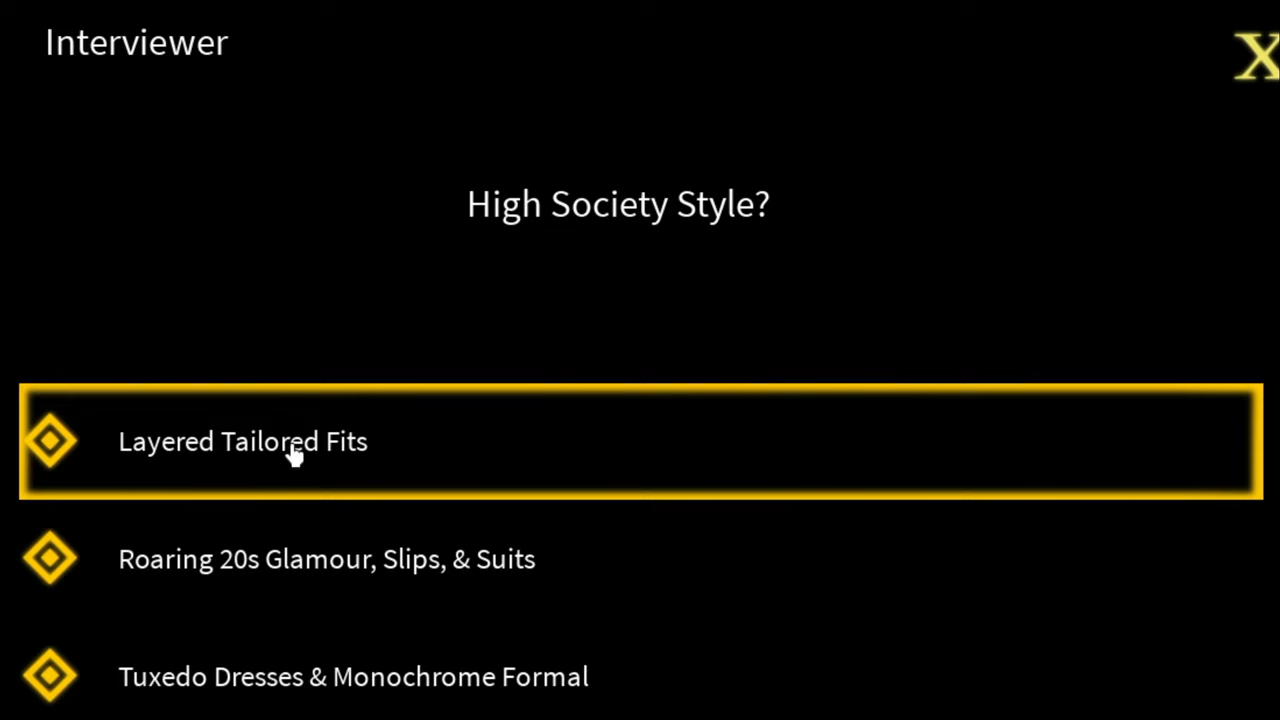 Interviewer
X
High Society Style?
Layered Tailored Fits
Roaring 20s Glamour, Slips, & Suits
Tuxedo Dresses & Monochrome Formal